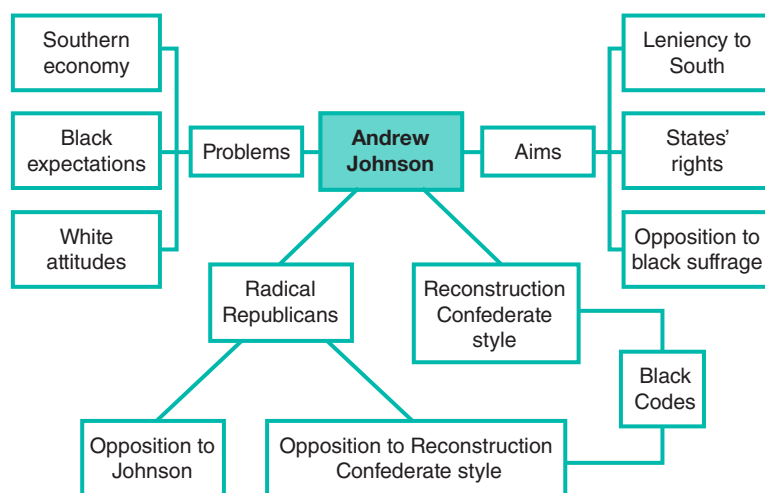 Southern
economy
Leniency to
South
Black
expectations
Problems
Andrew
Johnson
Aims
States'
rights
White
attitudes
Opposition to
black suffrage
Radical
Republicans
Reconstruction
Confederate
style
Black
Codes
Opposition to
Johnson
Opposition to Reconstruction
Confederate style